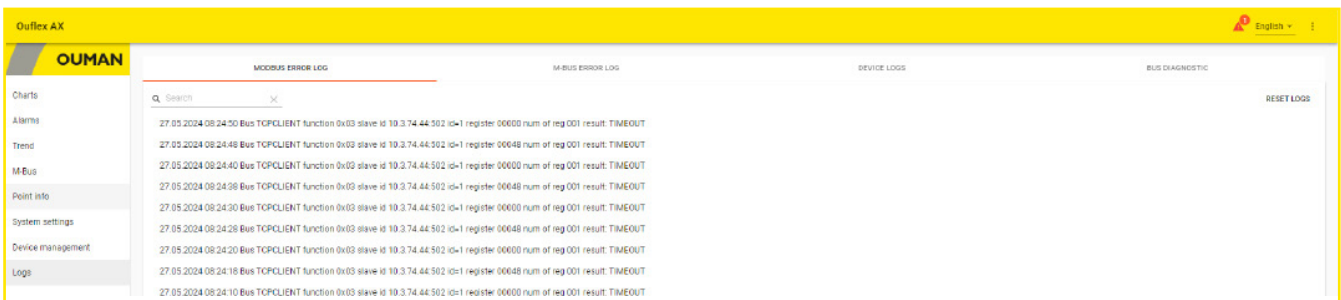 Ouflex AX
1
English
OUMAN
Charts
Alarms
Trend
M-Bus
Point info
System settings
Device management
Logs
MODBUS ERROR LOG
M-BUS ERROR LOG
DEVICE LOGS
BUS DIAGNOSTIC
Search
RESET LOGS
27.05.2024 08:24:50 Bus TCPCLIENT function 0x03 slave id 10.3.74.44:502 id=1 register 00000 num of reg 001 result: TIMEOUT
27.05.2024 08:24:48 Bus TCPCLIENT function 0x03 slave id 10.3.74.44:502 id=1 register 00048 num of reg 001 result: TIMEOUT
27.05.2024 08:24:40 Bus TCPCLIENT function 0x03 slave id 10.3.74.44:502 id=1 register 00000 num of reg 001 result: TIMEOUT
27.05.2024 08:24:38 Bus TCPCLIENT function 0x03 slave id 10.3.74.44:502 id=1 register 00048 num of reg 001 result: TIMEOUT
27.05.2024 08:24:30 Bus TCPCLIENT function 0x03 slave id 10.3.74.44:502 id=1 register 00000 num of reg 001 result: TIMEOUT
27.05.2024 08:24:28 Bus TCPCLIENT function 0x03 slave id 10.3.74.44:502 id=1 register 00048 num of reg 001 result: TIMEOUT
27.05.2024 08:24:20 Bus TCPCLIENT function 0x03 slave id 10.3.74.44:502 id=1 register 00000 num of reg 001 result: TIMEOUT
27.05.2024 08:24:18 Bus TCPCLIENT function 0x03 slave id 10.3.74.44:502 id=1 register 00048 num of reg 001 result: TIMEOUT
27.05.2024 08:24:10 Bus TCPCLIENT function 0x03 slave id 10.3.74.44:502 id=1 register 00000 num of reg 001 result: TIMEOUT